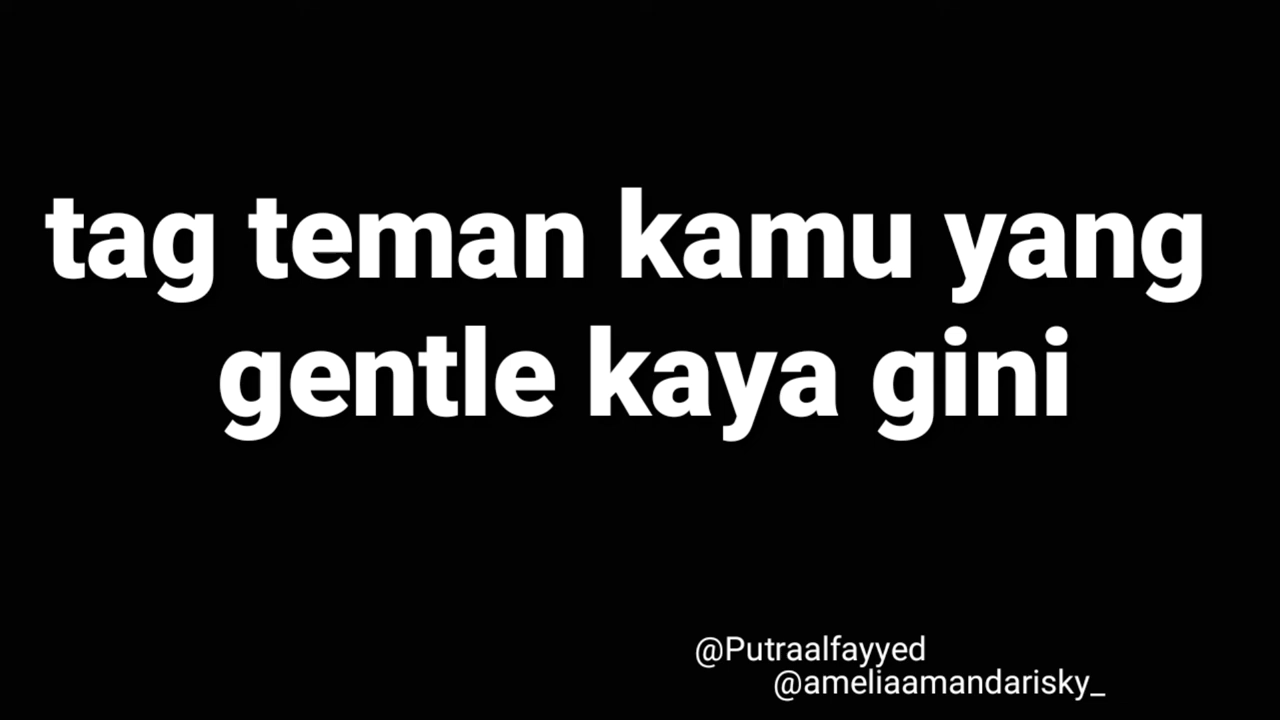 tag teman kamu yang
gentle kaya gini
@Putraalfayyed
@ameliaamandarisky_